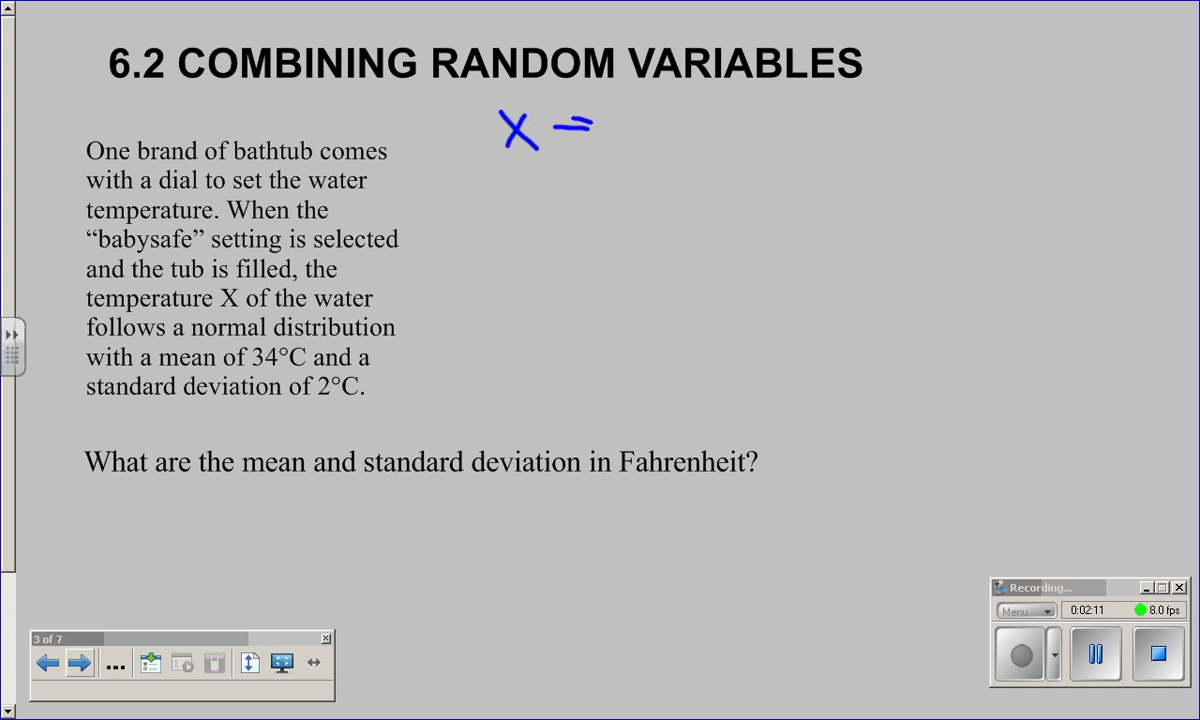 6.2 COMBINING RANDOM VARIABLES
X =
One brand of bathtub comes
with a dial to set the water
temperature. When the
“babysafe” setting is selected
and the tub is filled, the
temperature X of the water
follows a normal distribution
with a mean of 34°C and a
standard deviation of 2°C.
What are the mean and standard deviation in Fahrenheit?
Recording...
Menu 0:02:11 8.0 fps
3 of 7